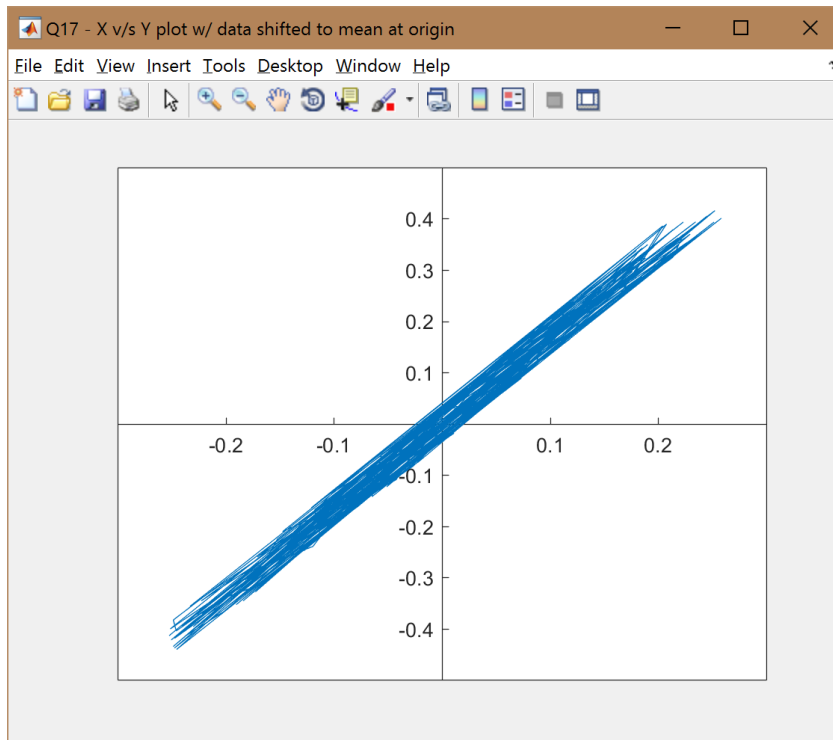 Q17 - X v/s Y plot w/ data shifted to mean at origin
File Edit View Insert Tools Desktop Window Help
0.4
0.3
0.2
0.1
-0.2 -0.1 0.1 0.2
-0.1
-0.2
-0.3
-0.4